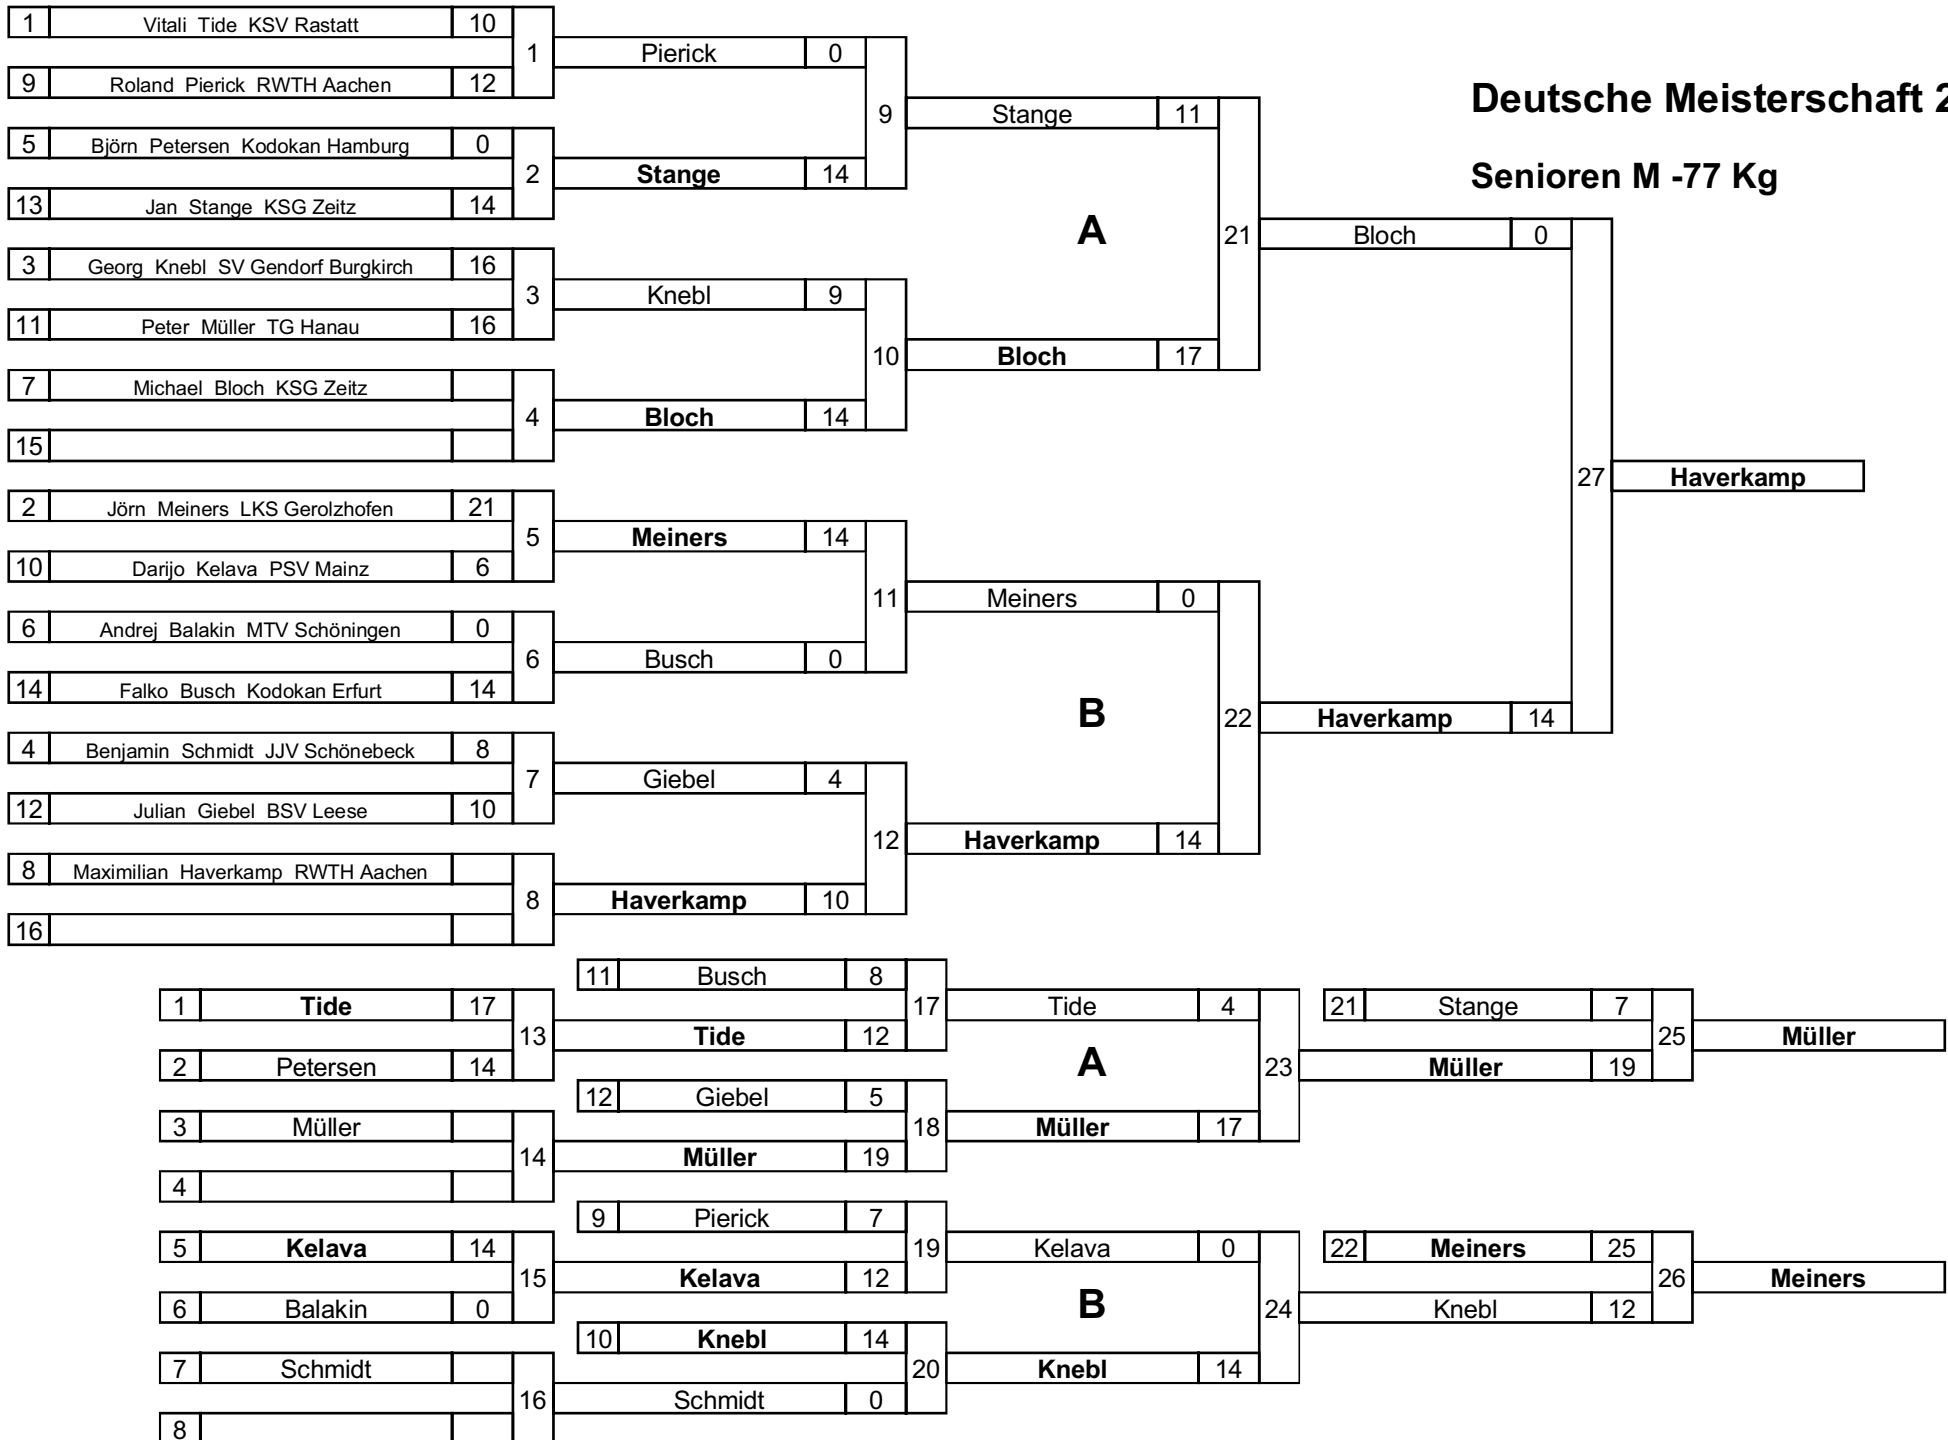 1 Vitali Tide KSV Rastatt 10
1 Pierick 0
9 Roland Pierick RWTH Aachen 12
Deutsche Meisterschaft 2
9 Stange 11
5 Björn Petersen Kodokan Hamburg 0
2 Stange 14
Senioren M -77 Kg
13 Jan Stange KSG Zeitz 14
A 21 Bloch 0
3 Georg Knebl SV Gendorf Burgkirch 16
3 Knebl 9
11 Peter Müller TG Hanau 16
10 Bloch 17
7 Michael Bloch KSG Zeitz
4 Bloch 14
15
27 Haverkamp
2 Jörn Meiners LKS Gerolzhofen 21
5 Meiners 14
10 Darijo Kelava PSV Mainz 6
11 Meiners 0
6 Andrej Balakin MTV Schöningen 0
6 Busch 0
14 Falko Busch Kodokan Erfurt 14
B 22 Haverkamp 14
4 Benjamin Schmidt JJV Schönebeck 8
7 Giebel 4
12 Julian Giebel BSV Leese 10
12 Haverkamp 14
8 Maximilian Haverkamp RWTH Aachen
8 Haverkamp 10
16
11 Busch 8
1 Tide 17
17 Tide 4
21 Stange 7
13 Tide 12
25 Müller
2 Petersen 14
A 23 Müller 19
12 Giebel 5
3 Müller
18 Müller 17
14 Müller 19
4
9 Pierick 7
5 Kelava 14
19 Kelava 0
22 Meiners 25
15 Kelava 12
26 Meiners
6 Balakin 0
B 24 Knebl 12
10 Knebl 14
7 Schmidt
20 Knebl 14
16 Schmidt 0
8